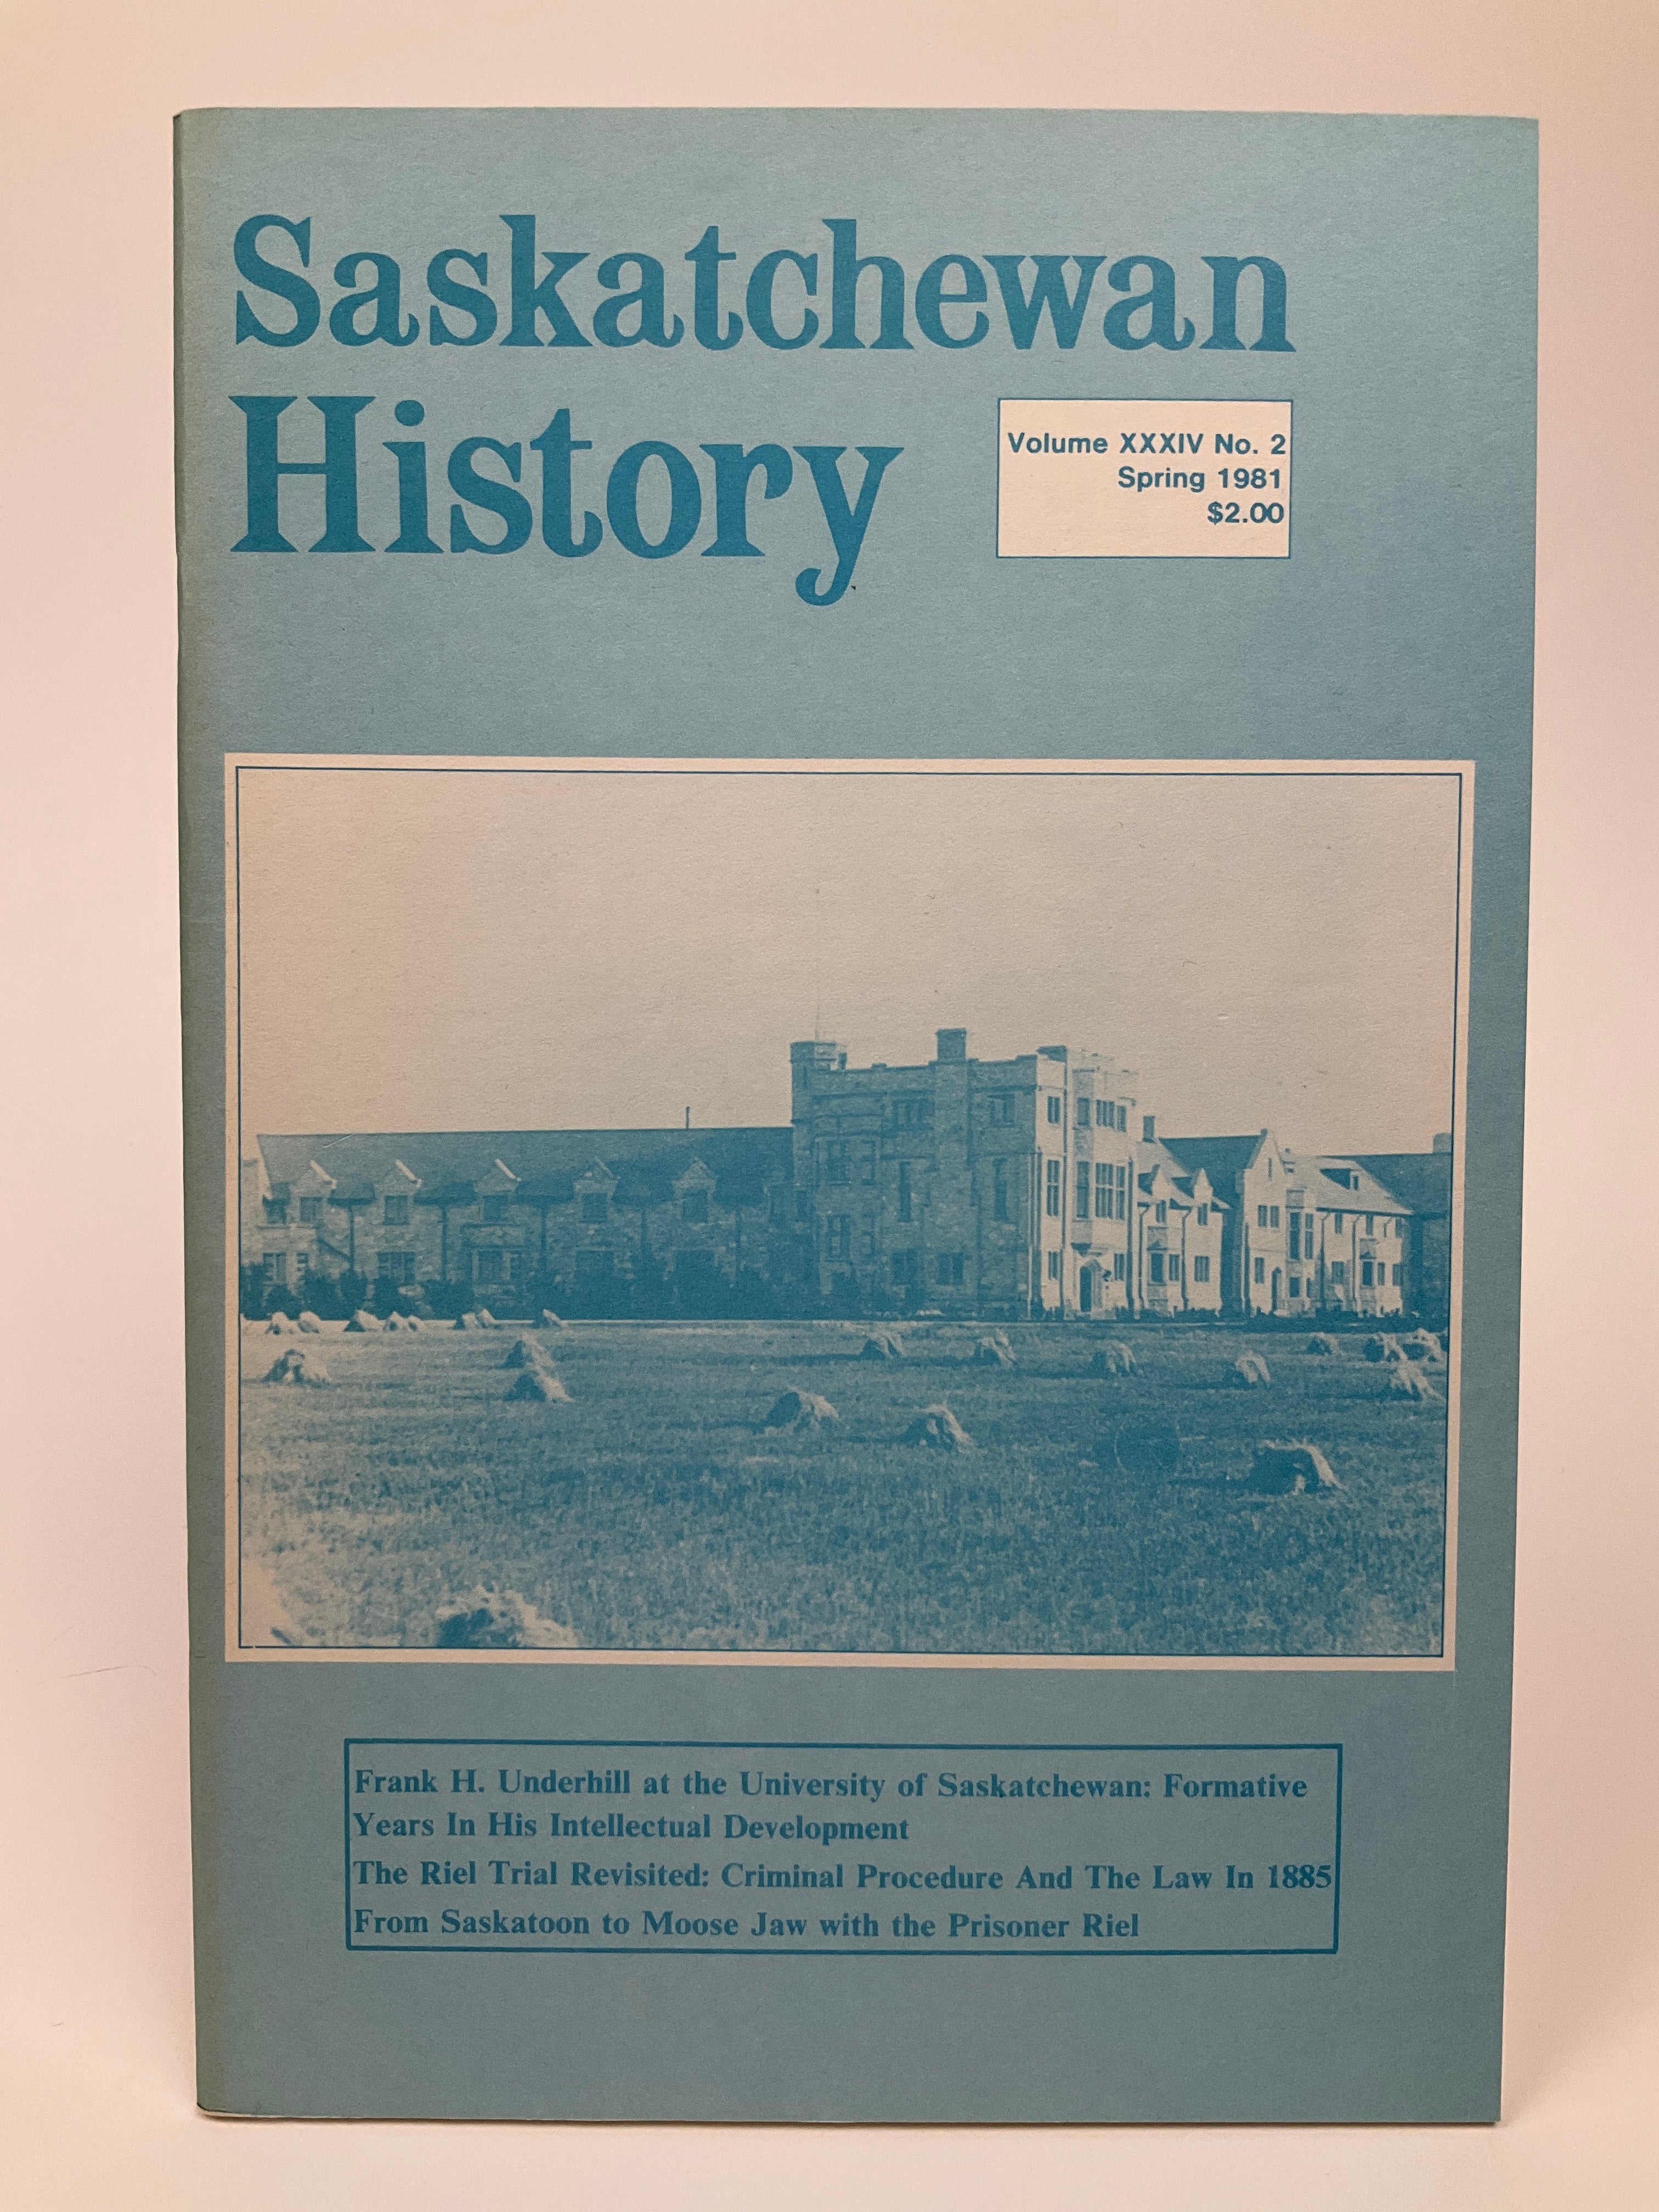 Saskatchewan
History
Volume XXXIV No. 2
Spring 1981
$2.00
Frank H. Underhill at the University of Saskatchewan: Formative
Years In His Intellectual Development
The Riel Trial Revisited: Criminal Procedure And The Law In 1885
From Saskatoon to Moose Jaw with the Prisoner Riel